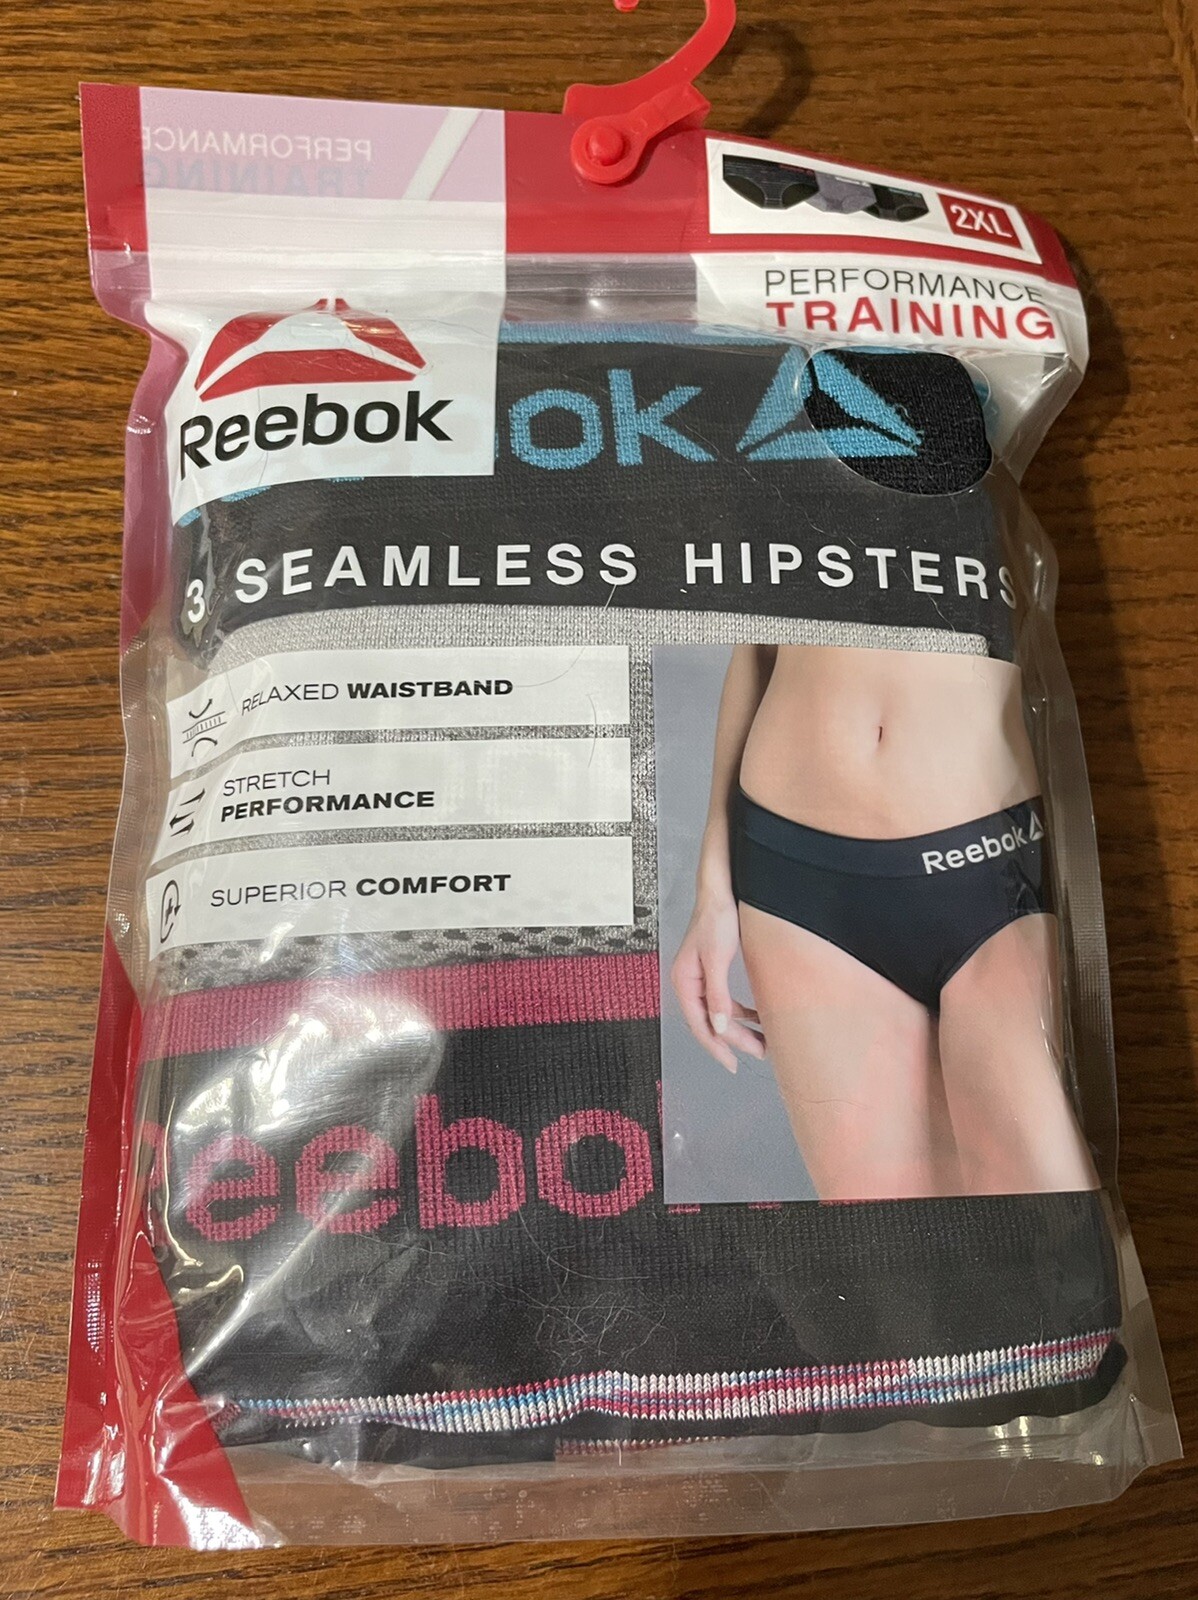 PERFORMANCE
TRAINING
2XL
PERFORMANCE
TRAINING
Reebok
ok
3 SEAMLESS HIPSTERS
RELAXED WAISTBAND
STRETCH
PERFORMANCE
SUPERIOR COMFORT
Reebok
eebo